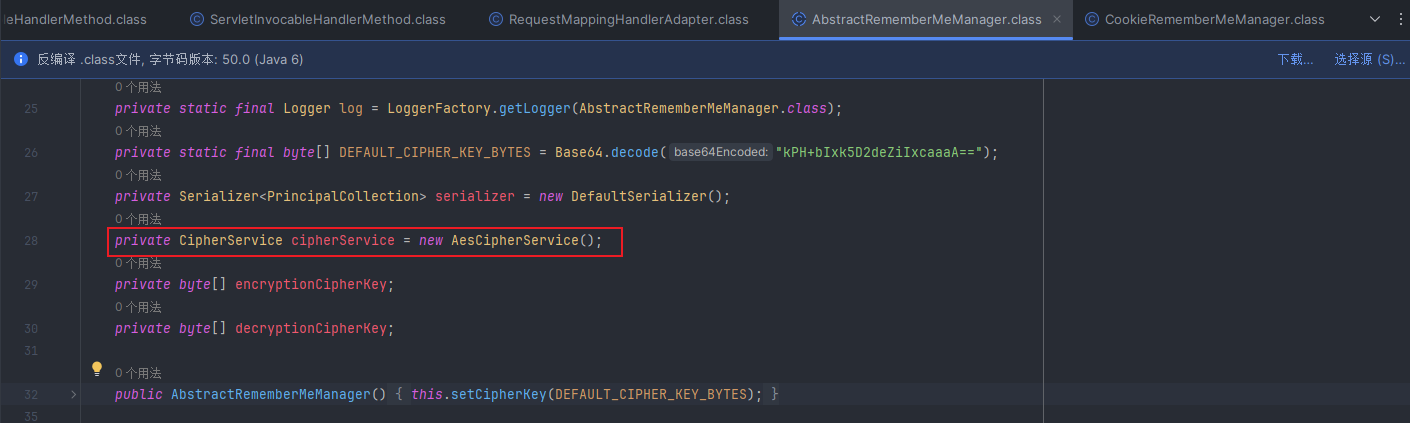 leHandlerMethod.class ServletInvocableHandlerMethod.class RequestMappingHandlerAdapter.class AbstractRememberMeManager.class × CookieRememberMeManager.class
反编译 .class文件, 字节码版本: 50.0 (Java 6) 下载... 选择源 (S)...
0 个用法
25 private static final Logger log = LoggerFactory.getLogger(AbstractRememberMeManager.class);
0 个用法
26 private static final byte[] DEFAULT_CIPHER_KEY_BYTES = Base64.decode( base64Encoded: "kPH+bIxk5D2deZiIxcaaaA==");
0 个用法
27 private Serializer<PrincipalCollection> serializer = new DefaultSerializer();
0 个用法
28 private CipherService cipherService = new AesCipherService();
0 个用法
29 private byte[] encryptionCipherKey;
0 个用法
30 private byte[] decryptionCipherKey;
31
0 个用法
32 public AbstractRememberMeManager() { this.setCipherKey(DEFAULT_CIPHER_KEY_BYTES); }
35